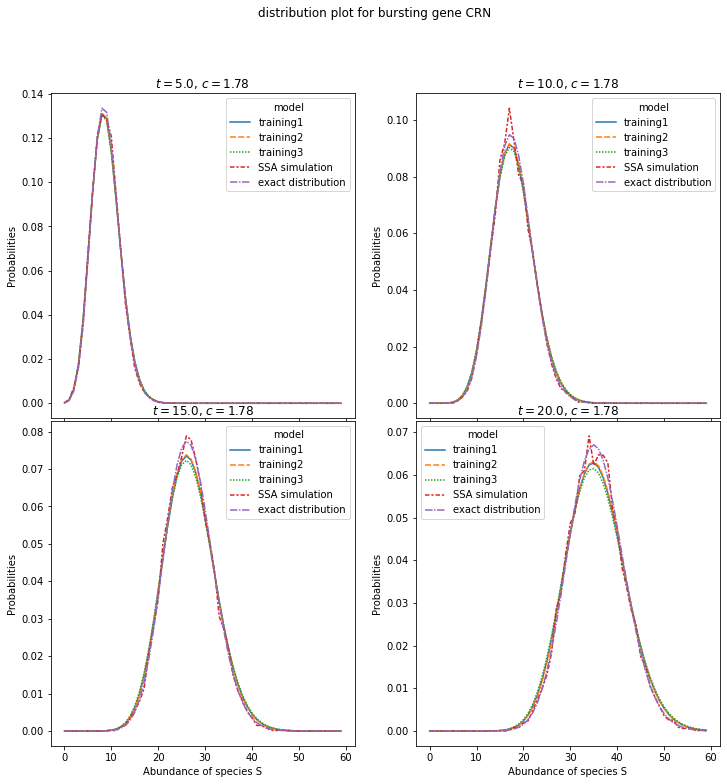 distribution plot for bursting gene CRN
t = 5.0, c = 1.78
0.14
0.12
0.10
0.08
0.06
0.04
0.02
0.00
Probabilities
model
training1
training2
training3
SSA simulation
exact distribution
t = 10.0, c = 1.78
0.10
0.08
0.06
0.04
0.02
0.00
Probabilities
model
training1
training2
training3
SSA simulation
exact distribution
t = 15.0, c = 1.78
0.08
0.07
0.06
0.05
0.04
0.03
0.02
0.01
0.00
Probabilities
model
training1
training2
training3
SSA simulation
exact distribution
0 10 20 30 40 50 60
Abundance of species S
t = 20.0, c = 1.78
0.07
0.06
0.05
0.04
0.03
0.02
0.01
0.00
Probabilities
model
training1
training2
training3
SSA simulation
exact distribution
0 10 20 30 40 50 60
Abundance of species S